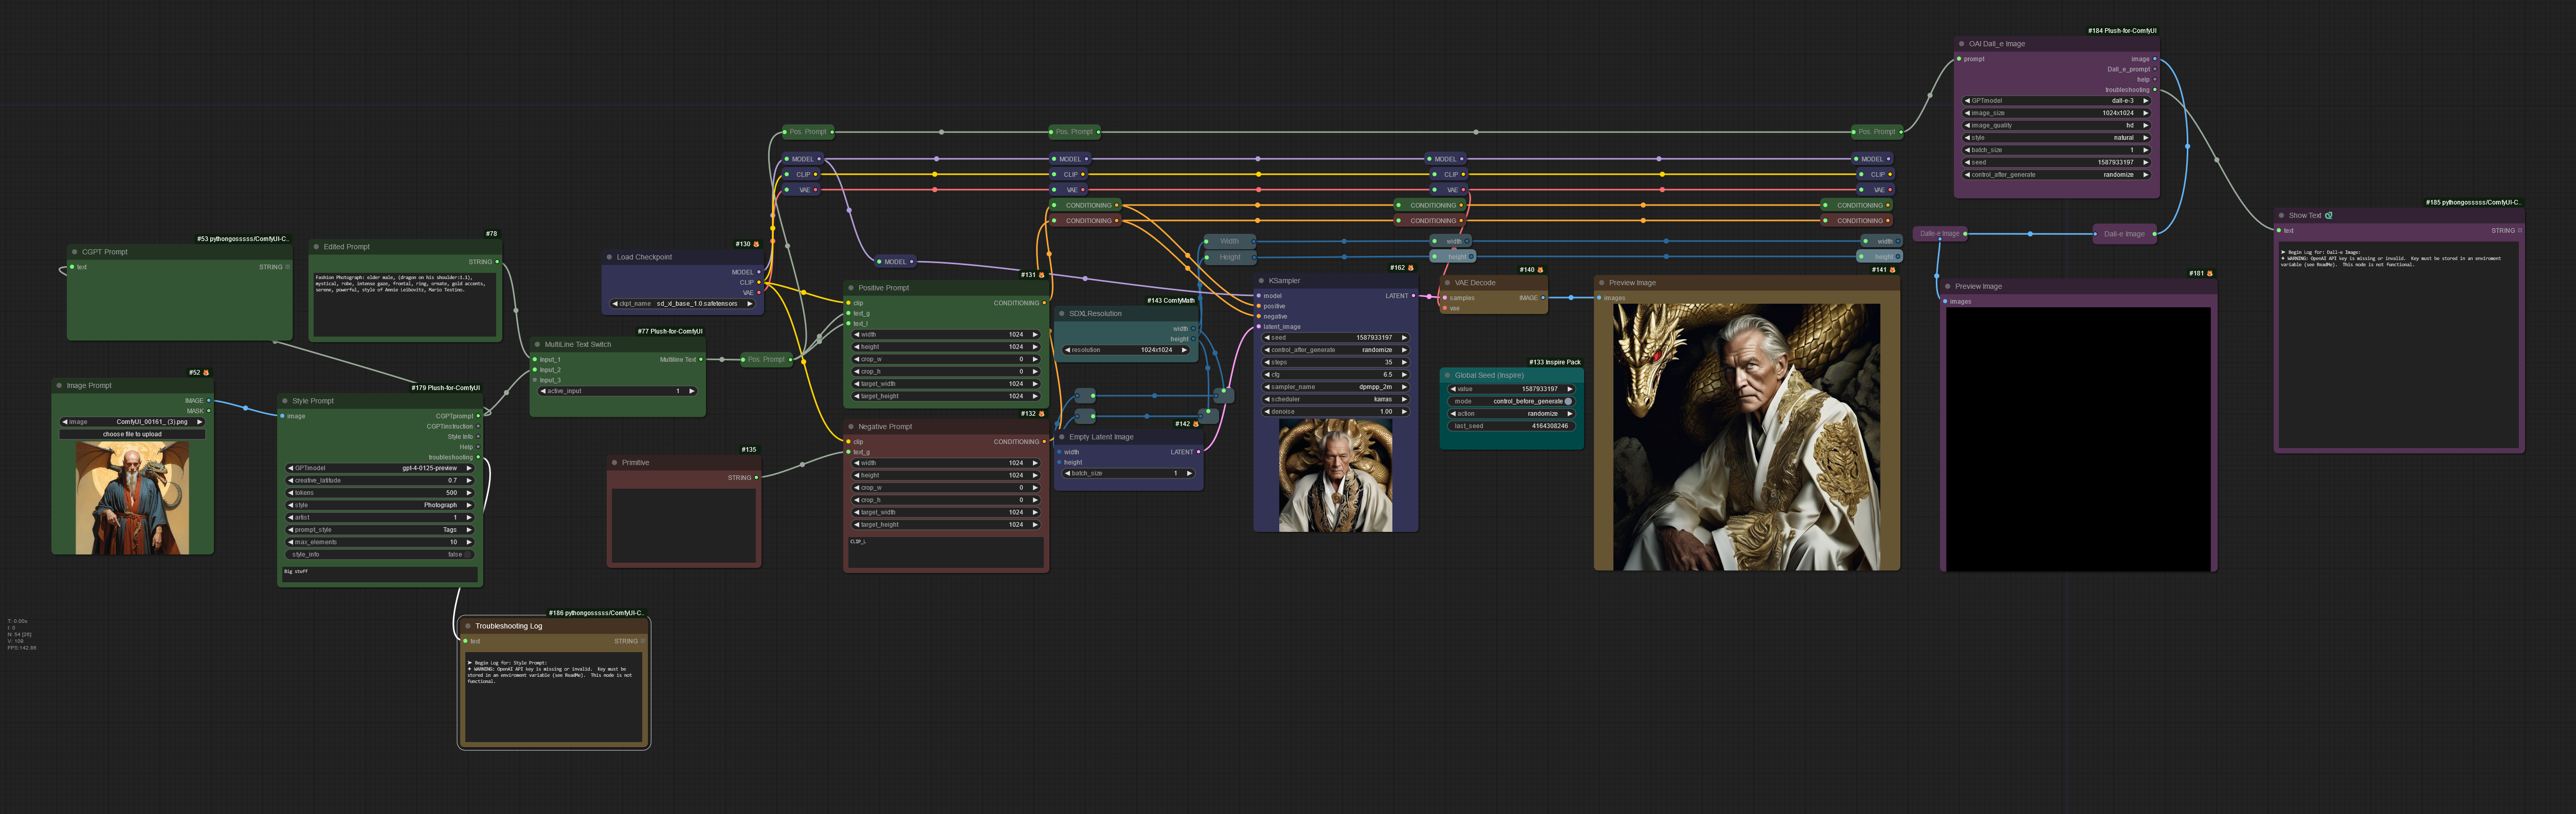 #184 Plush-for-ComfyUI
OAI Dall_e Image
prompt
image
Dall_e_prompt
help
troubleshooting
GPTmodel dall-e-3
image_size 1024x1024
image_quality hd
style natural
batch_size 1
seed 1587933197
control_after_generate randomize
Pos. Prompt
Pos. Prompt
Pos. Prompt
MODEL
MODEL
MODEL
MODEL
CLIP
CLIP
CLIP
CLIP
VAE
VAE
VAE
VAE
CONDITIONING
CONDITIONING
CONDITIONING
CONDITIONING
CONDITIONING
CONDITIONING
Width
width
width
Height
height
height
MODEL
#53 pythongosssss/ComfyUI-C..
CGPT Prompt
text STRING
#78
Edited Prompt
STRING
Fashion Photograph: older male, (dragon on his shoulder:1.1),
mystical, robe, intense gaze, frontal, ring, ornate, gold accents,
serene, powerful, style of Annie Leibovitz, Mario Testino.
#52
Image Prompt
IMAGE
MASK
image ComfyUI_00161_ (3).png
choose file to upload
#179 Plush-for-ComfyUI
Style Prompt
image
CGPTprompt
CGPTinstruction
Style Info
Help
troubleshooting
GPTmodel gpt-4-0125-preview
creative_latitude 0.7
tokens 500
style Photograph
artist 1
prompt_style Tags
max_elements 10
style_info false
Big stuff
#77 Plush-for-ComfyUI
MultiLine Text Switch
Input_1 Multiline Text
Input_2
Input_3
active_input 1
Pos. Prompt
#130
Load Checkpoint
MODEL
CLIP
VAE
ckpt_name sd_xl_base_1.0.safetensors
#135
Primitive
STRING
#131
Positive Prompt
clip CONDITIONING
text_g
text_l
width 1024
height 1024
crop_w 0
crop_h 0
target_width 1024
target_height 1024
#132
Negative Prompt
clip CONDITIONING
text_g
width 1024
height 1024
crop_w 0
crop_h 0
target_width 1024
target_height 1024
CLIP_L
#143 ComfyMath
SDXLResolution
width
height
resolution 1024x1024
#142
Empty Latent Image
width LATENT
height
batch_size 1
#162
KSampler
model LATENT
positive
negative
latent_image
seed 1587933197
control_after_generate randomize
steps 35
cfg 6.5
sampler_name dpmpp_2m
scheduler karras
denoise 1.00
#140
VAE Decode
samples IMAGE
vae
#133 Inspire Pack
Global Seed (Inspire)
value 1587933197
mode control_before_generate
action randomize
last_seed 4164308246
#141
Preview Image
images
Dalle-e Image
Dall-e Image
#181
Preview Image
images
#185 pythongosssss/ComfyUI-C..
Show Text
text STRING
► Begin Log for: Dall-e Image:
✦ WARNING: OpenAI API key is missing or invalid.  Key must be stored in an enviroment
variable (see ReadMe).  This node is not functional.
#186 pythongosssss/ComfyUI-C..
Troubleshooting Log
text STRING
► Begin Log for: Style Prompt:
✦ WARNING: OpenAI API key is missing or invalid.  Key must be
stored in an enviroment variable (see ReadMe).  This node is not
functional.
T: 0.00s
I: 0
N: 54 [26]
V: 109
FPS:142.86